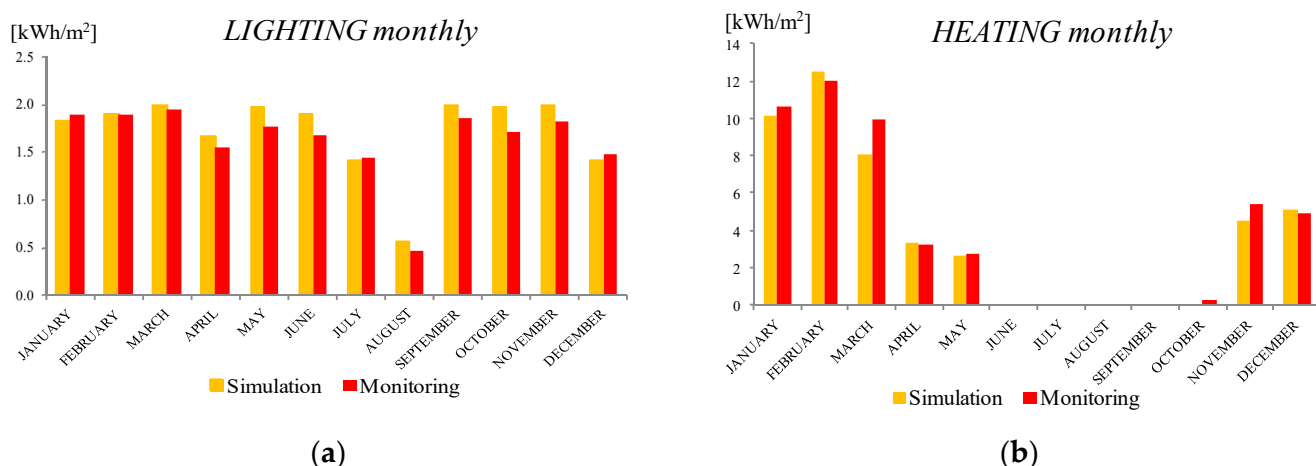 [kWh/m²] LIGHTING monthly
2.5
2.0
1.5
1.0
0.5
0.0
JANUARY
FEBRUARY
MARCH
APRIL
MAY
JUNE
JULY
AUGUST
SEPTEMBER
OCTOBER
NOVEMBER
DECEMBER
Simulation Monitoring
(a)
[kWh/m²] HEATING monthly
14
12
10
8
6
4
2
0
JANUARY
FEBRUARY
MARCH
APRIL
MAY
JUNE
JULY
AUGUST
SEPTEMBER
OCTOBER
NOVEMBER
DECEMBER
Simulation Monitoring
(b)